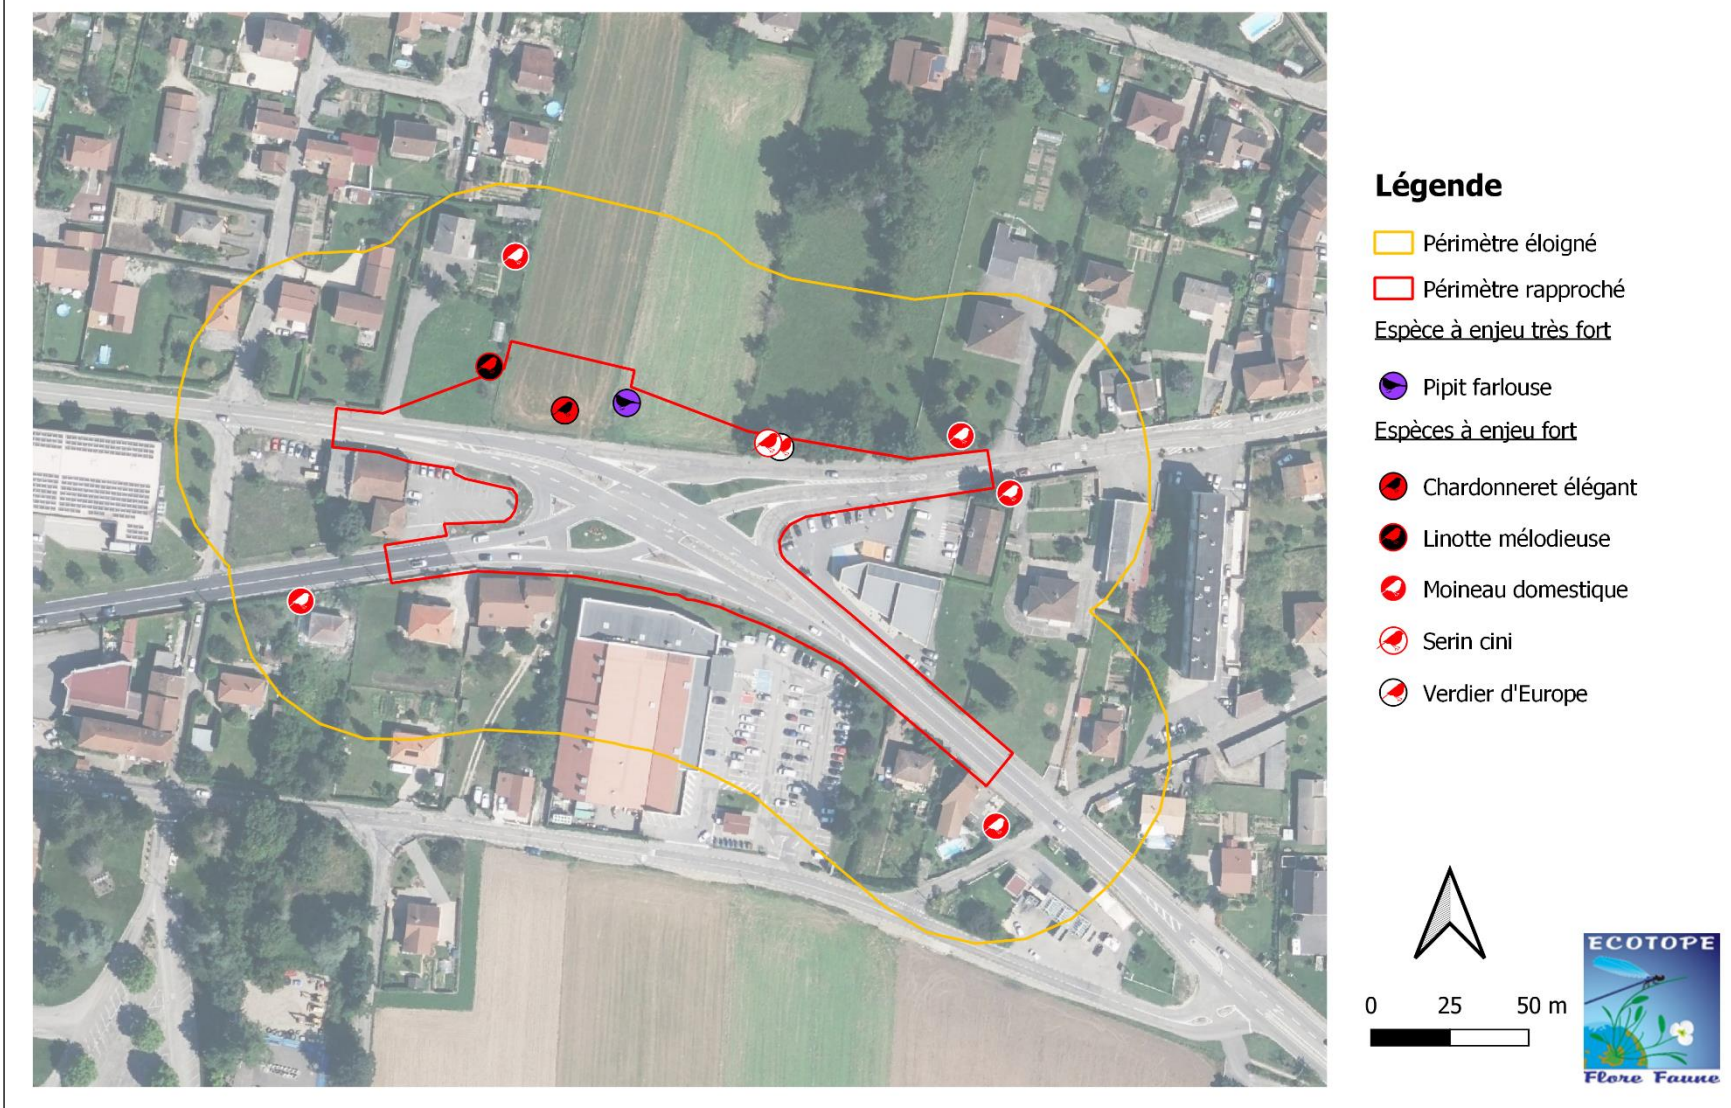 Légende
Périmètre éloigné
Périmètre rapproché
Espèce à enjeu très fort
Pipit farlouse
Espèces à enjeu fort
Chardonneret élégant
Linotte mélodieuse
Moineau domestique
Serin cini
Verdier d'Europe
0 25 50 m
ECOTOPE
Flore Faune